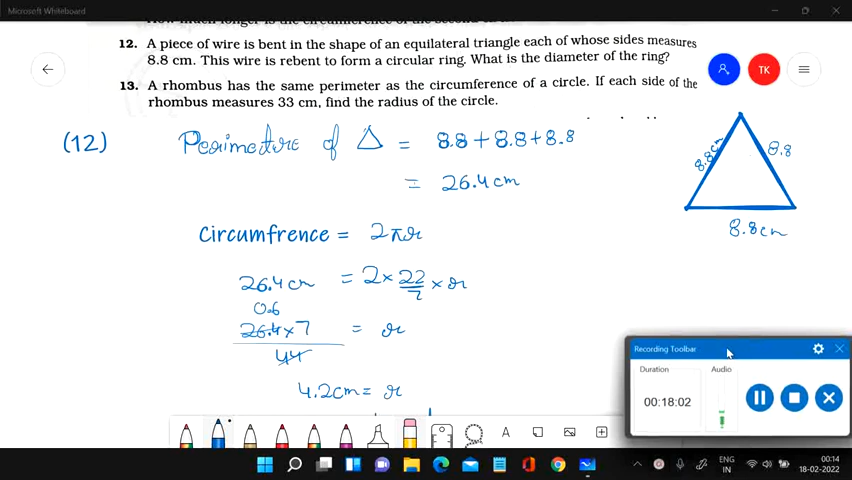 Microsoft Whiteboard
12. A piece of wire is bent in the shape of an equilateral triangle each of whose sides measures
8.8 cm. This wire is rebent to form a circular ring. What is the diameter of the ring?
13. A rhombus has the same perimeter as the circumference of a circle. If each side of the
rhombus measures 33 cm, find the radius of the circle.
TK
(12) Perimeture of △ = 8.8 + 8.8 + 8.8
= 26.4 cm
8.8cm
8.8
8.8cm
Circumfrence = 2πr
26.4 cm = 2 × 22/7 × r
0.6
26.4 × 7 = r
44
4.2cm = r
Recording Toolbar
Duration
Audio
00:18:02
A
ENG
IN
00:14
18-02-2022